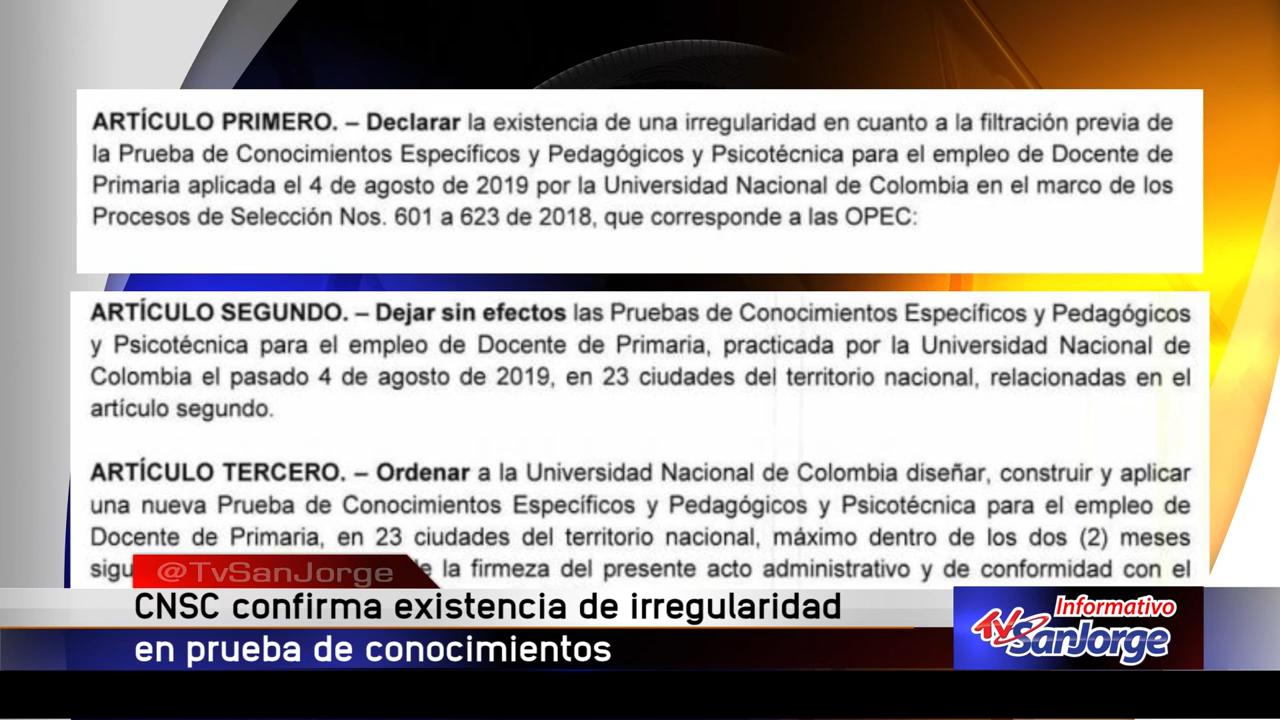 ARTÍCULO PRIMERO. – Declarar la existencia de una irregularidad en cuanto a la filtración previa de
la Prueba de Conocimientos Específicos y Pedagógicos y Psicotécnica para el empleo de Docente de
Primaria aplicada el 4 de agosto de 2019 por la Universidad Nacional de Colombia en el marco de los
Procesos de Selección Nos. 601 a 623 de 2018, que corresponde a las OPEC:
ARTÍCULO SEGUNDO. – Dejar sin efectos las Pruebas de Conocimientos Específicos y Pedagógicos
y Psicotécnica para el empleo de Docente de Primaria, practicada por la Universidad Nacional de
Colombia el pasado 4 de agosto de 2019, en 23 ciudades del territorio nacional, relacionadas en el
artículo segundo.
ARTÍCULO TERCERO. – Ordenar a la Universidad Nacional de Colombia diseñar, construir y aplicar
una nueva Prueba de Conocimientos Específicos y Pedagógicos y Psicotécnica para el empleo de
Docente de Primaria, en 23 ciudades del territorio nacional, máximo dentro de los dos (2) meses
la firmeza del presente acto administrativo y de conformidad con el
@TvSanJorge
CNSC confirma existencia de irregularidad
en prueba de conocimientos
Informativo
TV SanJorge